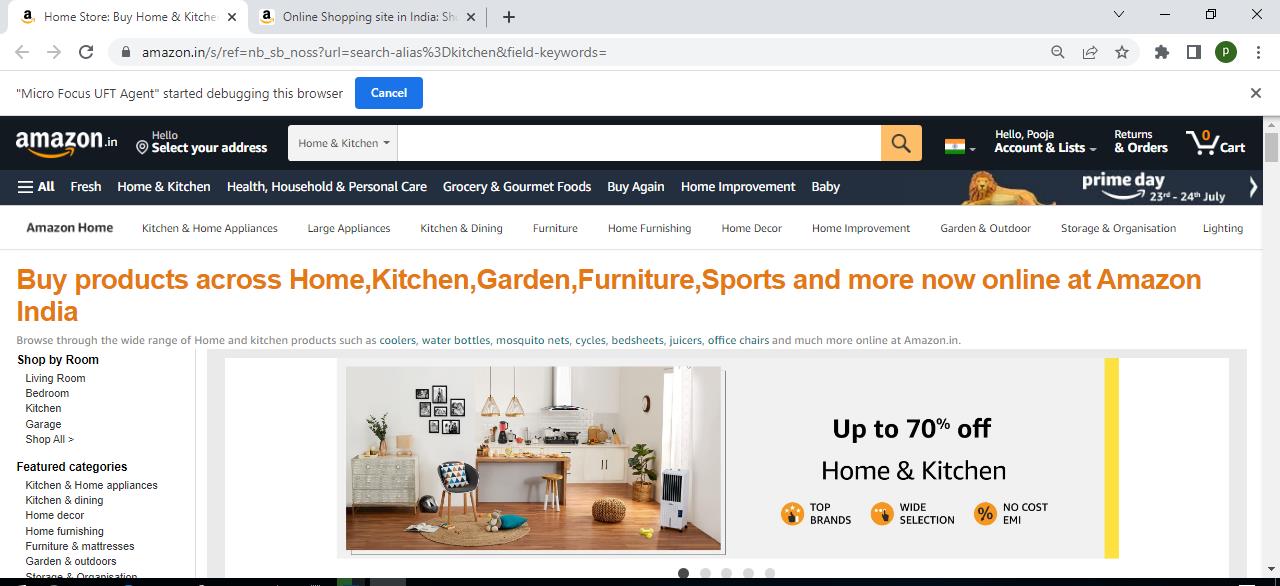 Home Store: Buy Home & Kitche
Online Shopping site in India: Sh
amazon.in/s/ref=nb_sb_noss?url=search-alias%3Dkitchen&field-keywords=
P
"Micro Focus UFT Agent" started debugging this browser
Cancel
amazon.in
Hello
Select your address
Home & Kitchen
Hello, Pooja
Account & Lists
Returns
& Orders
0
Cart
All
Fresh
Home & Kitchen
Health, Household & Personal Care
Grocery & Gourmet Foods
Buy Again
Home Improvement
Baby
prime day
23rd - 24th July
Amazon Home
Kitchen & Home Appliances
Large Appliances
Kitchen & Dining
Furniture
Home Furnishing
Home Decor
Home Improvement
Garden & Outdoor
Storage & Organisation
Lighting
Buy products across Home,Kitchen,Garden,Furniture,Sports and more now online at Amazon
India
Browse through the wide range of Home and kitchen products such as coolers, water bottles, mosquito nets, cycles, bedsheets, juicers, office chairs and much more online at Amazon.in.
Shop by Room
Living Room
Bedroom
Kitchen
Garage
Shop All >
Featured categories
Kitchen & Home appliances
Kitchen & dining
Home decor
Home furnishing
Furniture & mattresses
Garden & outdoors
Storage & Organisation
Up to 70% off
Home & Kitchen
TOP
BRANDS
WIDE
SELECTION
%
NO COST
EMI